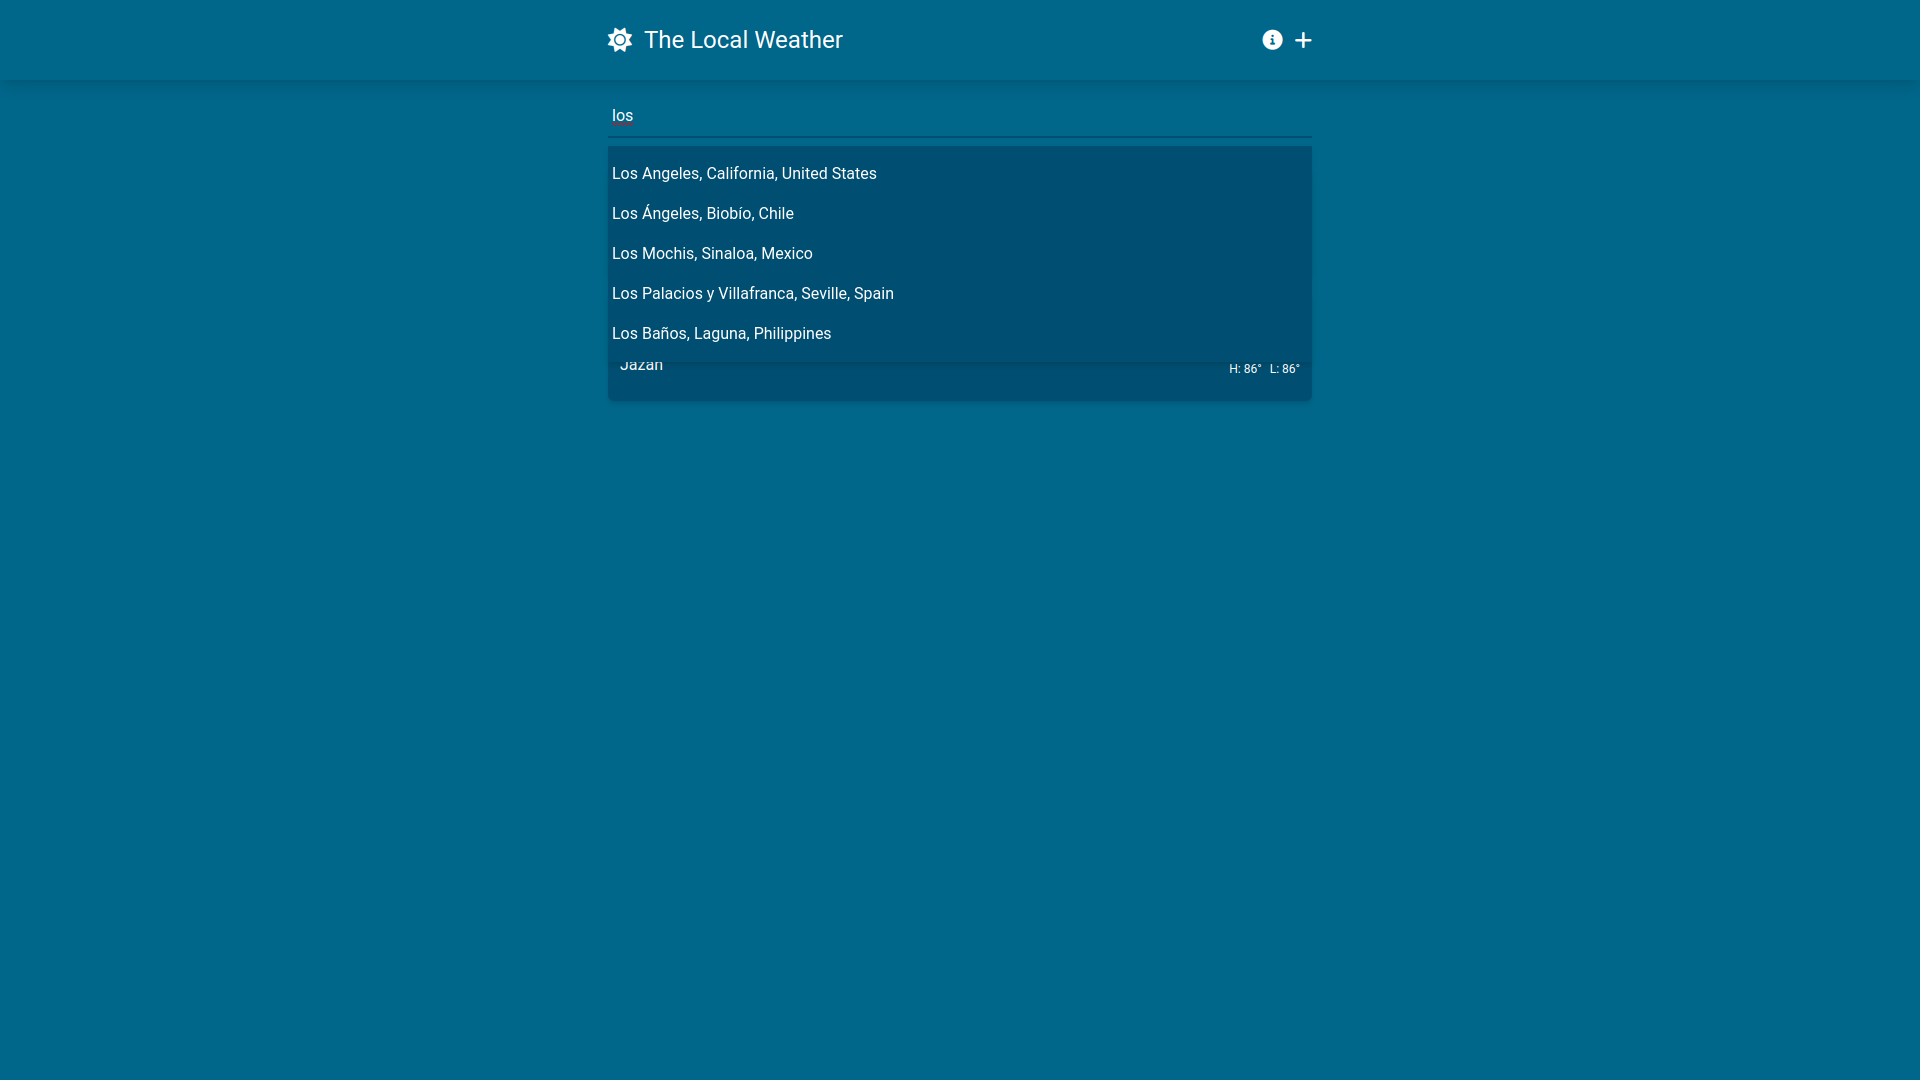 The Local Weather
los
Los Angeles, California, United States
Los Ángeles, Biobío, Chile
Los Mochis, Sinaloa, Mexico
Los Palacios y Villafranca, Seville, Spain
Los Baños, Laguna, Philippines
Jazan
H: 86° L: 86°